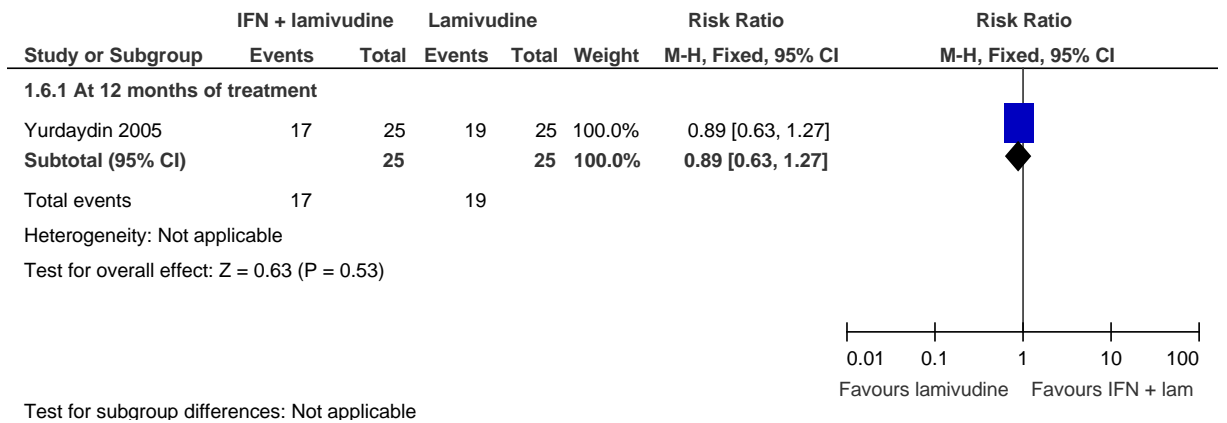 IFN + lamivudine Lamivudine Risk Ratio Risk Ratio
Study or Subgroup Events Total Events Total Weight M-H, Fixed, 95% CI M-H, Fixed, 95% CI
1.6.1 At 12 months of treatment
Yurdaydin 2005 17 25 19 25 100.0% 0.89 [0.63, 1.27]
Subtotal (95% CI) 25 25 100.0% 0.89 [0.63, 1.27]
Total events 17 19
Heterogeneity: Not applicable
Test for overall effect: Z = 0.63 (P = 0.53)
0.01 0.1 1 10 100
Favours lamivudine Favours IFN + lam
Test for subgroup differences: Not applicable